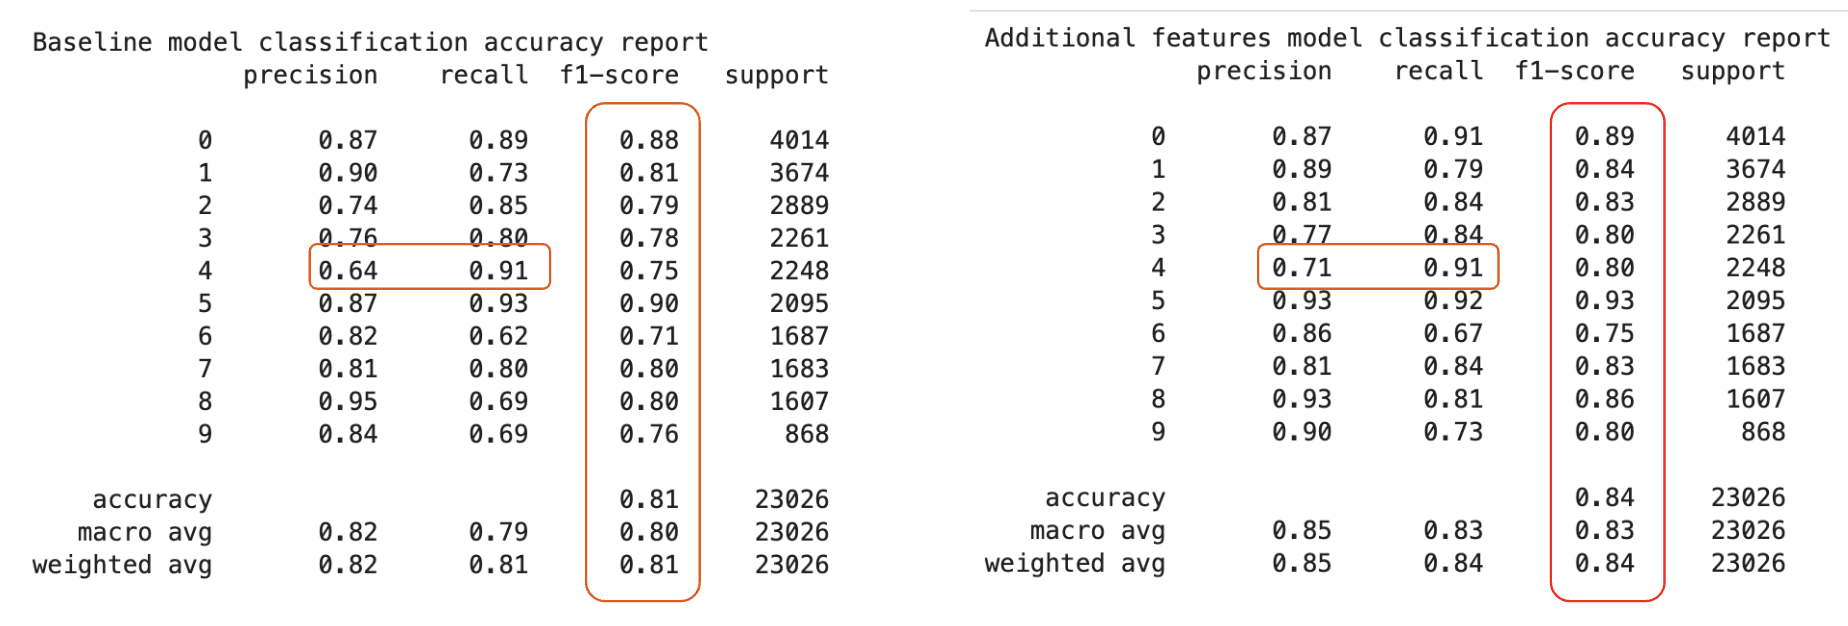 Baseline model classification accuracy report
precision recall f1-score support
0 0.87 0.89 0.88 4014
1 0.90 0.73 0.81 3674
2 0.74 0.85 0.79 2889
3 0.76 0.80 0.78 2261
4 0.64 0.91 0.75 2248
5 0.87 0.93 0.90 2095
6 0.82 0.62 0.71 1687
7 0.81 0.80 0.80 1683
8 0.95 0.69 0.80 1607
9 0.84 0.69 0.76 868
accuracy 0.81 23026
macro avg 0.82 0.79 0.80 23026
weighted avg 0.82 0.81 0.81 23026
Additional features model classification accuracy report
precision recall f1-score support
0 0.87 0.91 0.89 4014
1 0.89 0.79 0.84 3674
2 0.81 0.84 0.83 2889
3 0.77 0.84 0.80 2261
4 0.71 0.91 0.80 2248
5 0.93 0.92 0.93 2095
6 0.86 0.67 0.75 1687
7 0.81 0.84 0.83 1683
8 0.93 0.81 0.86 1607
9 0.90 0.73 0.80 868
accuracy 0.84 23026
macro avg 0.85 0.83 0.83 23026
weighted avg 0.85 0.84 0.84 23026